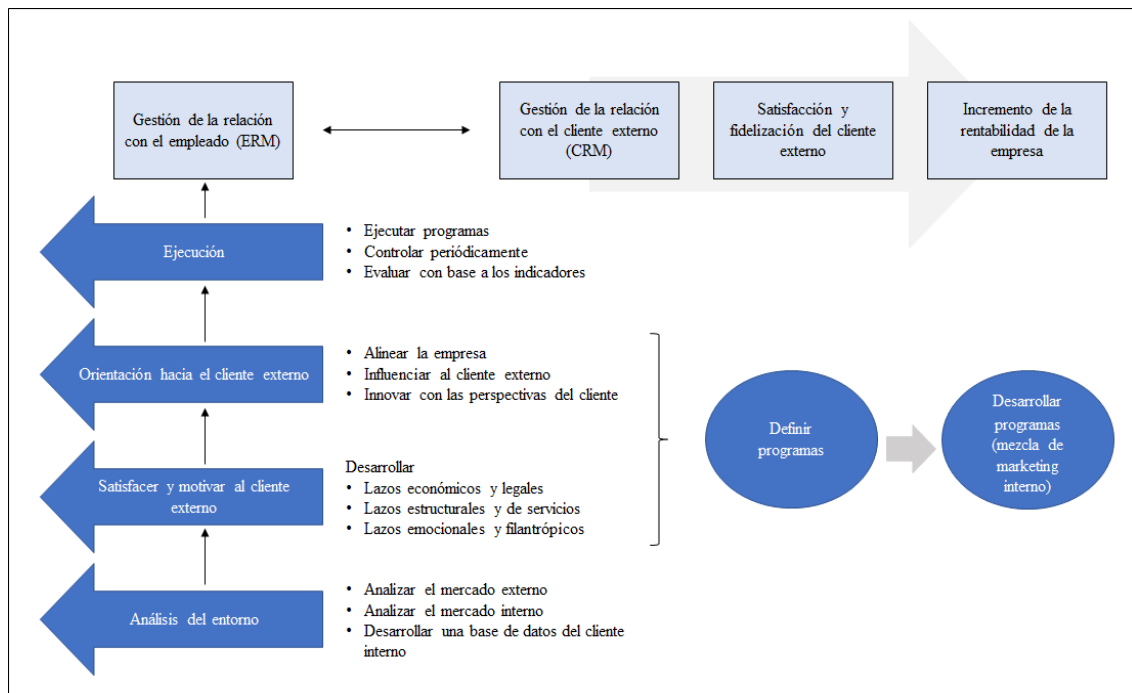 Gestión de la relación
con el empleado (ERM)
Gestión de la relación
con el cliente externo
(CRM)
Satisfacción y
fidelización del cliente
externo
Incremento de la
rentabilidad de la
empresa
Ejecución
• Ejecutar programas
• Controlar periódicamente
• Evaluar con base a los indicadores
Orientación hacia el cliente externo
• Alinear la empresa
• Influenciar al cliente externo
• Innovar con las perspectivas del cliente
Satisfacer y motivar al cliente
externo
Desarrollar
• Lazos económicos y legales
• Lazos estructurales y de servicios
• Lazos emocionales y filantrópicos
Definir
programas
Desarrollar
programas
(mezcla de
marketing
interno)
Análisis del entorno
• Analizar el mercado externo
• Analizar el mercado interno
• Desarrollar una base de datos del cliente
interno